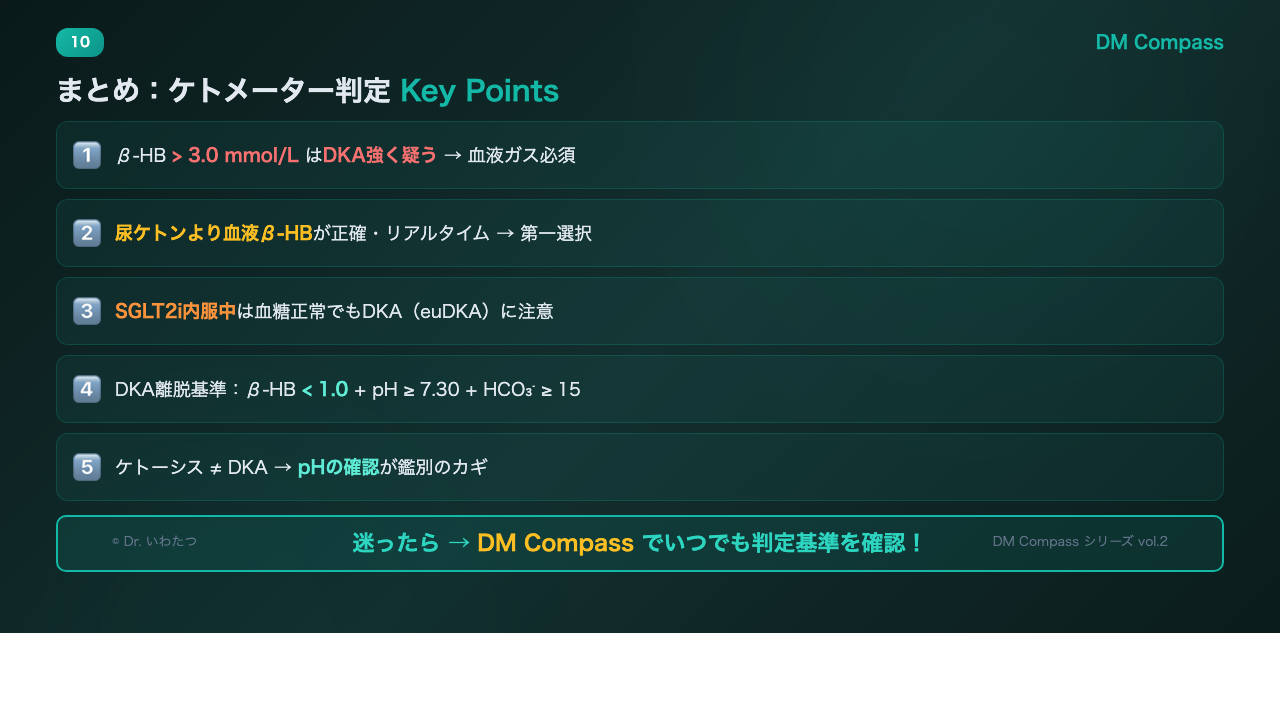 10
DM Compass
まとめ：ケトメーター判定 Key Points
1 β-HB > 3.0 mmol/L はDKA強く疑う → 血液ガス必須
2 尿ケトンより血液β-HBが正確・リアルタイム → 第一選択
3 SGLT2i内服中は血糖正常でもDKA（euDKA）に注意
4 DKA離脱基準：β-HB < 1.0 + pH ≥ 7.30 + HCO₃⁻ ≥ 15
5 ケトーシス ≠ DKA → pHの確認が鑑別のカギ
© Dr. いわたつ
迷ったら → DM Compass でいつでも判定基準を確認！
DM Compass シリーズ vol.2